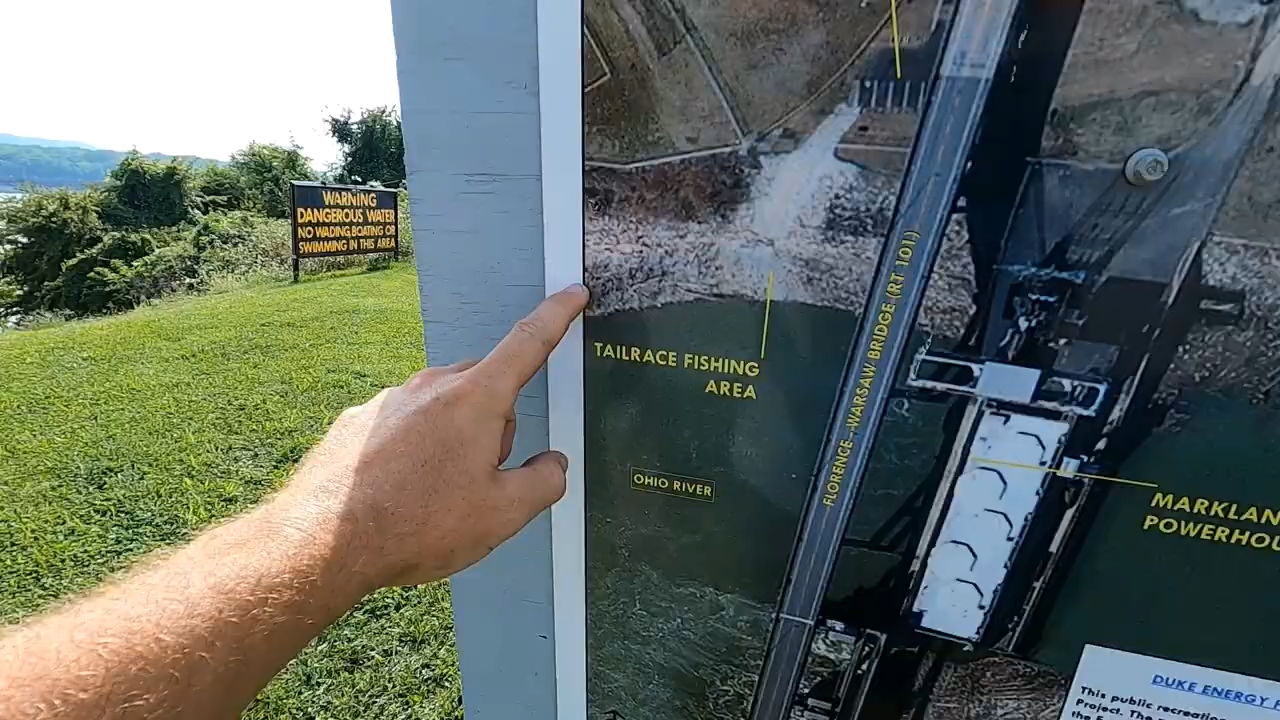 WARNING
DANGEROUS WATER
NO WADING, BOATING OR
SWIMMING IN THIS AREA
TAILRACE FISHING
AREA
OHIO RIVER
FLORENCE - WARSAW BRIDGE (RT 101)
MARKLAN
POWERHOU
DUKE ENERGY
This public recreation
Project. The